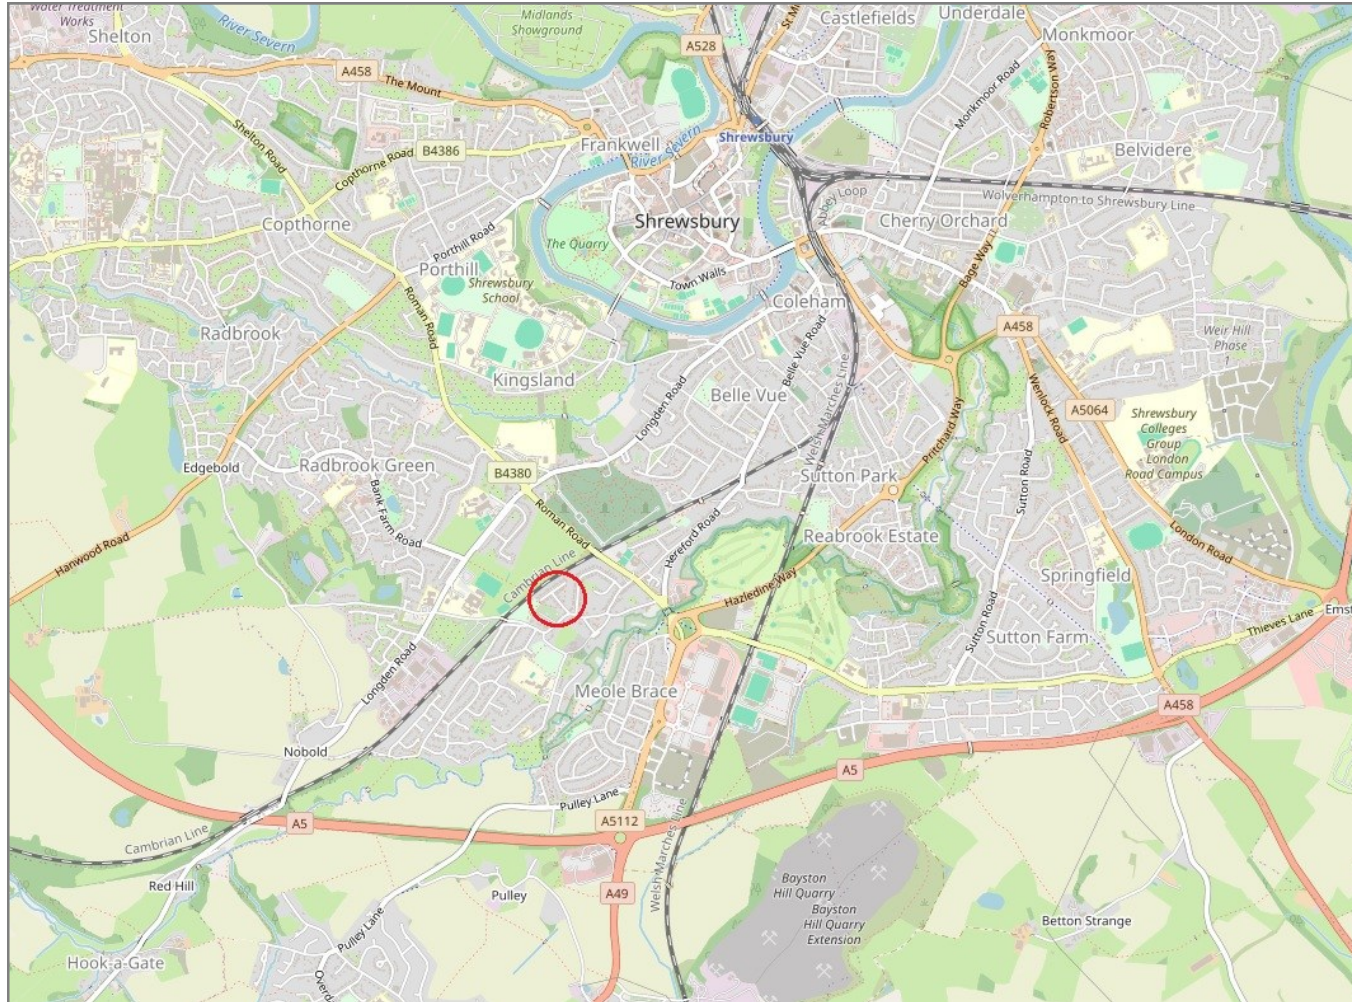 Water Treatment
Works
Shelton
River Severn
Midlands
Showground
A528
St Mi
Castlefields
Underdale
Monkmoor
A458
The Mount
Monkmoor Road
Robertson Way
Shelton Road
Copthorne Road
B4386
Frankwell
River Severn
Shrewsbury
Belvidere
Abbey Loop
Wolverhampton to Shrewsbury Line
Copthorne
Shrewsbury
Cherry Orchard
The Quarry
Porthill Road
Porthill
Shrewsbury
School
Town Walls
Bage Way
Coleham
Roman Road
Radbrook
A458
Weir Hill
Phase
1
Kingsland
Longden Road
Belle Vue
Belle Vue Road
Welsh Marches Line
Wenlock Road
A5064
Pritchard Way
Shrewsbury
Colleges
Group
London
Road Campus
Edgebold
Radbrook Green
B4380
Sutton Park
Sutton Road
Bank Farm Road
Roman Road
Hereford Road
Reabrook Estate
London Road
Hanwood Road
Cambrian Line
Hazledine Way
Springfield
Sutton Road
Emst
Thieves Lane
Sutton Farm
Longden Road
Meole Brace
A458
Nobold
A5
Pulley Lane
A5112
A5
Cambrian Line
Welsh Marches Line
Red Hill
Pulley
A49
Bayston
Hill Quarry
Bayston
Hill Quarry
Extension
Betton Strange
Pulley Lane
Hook-a-Gate
Overd